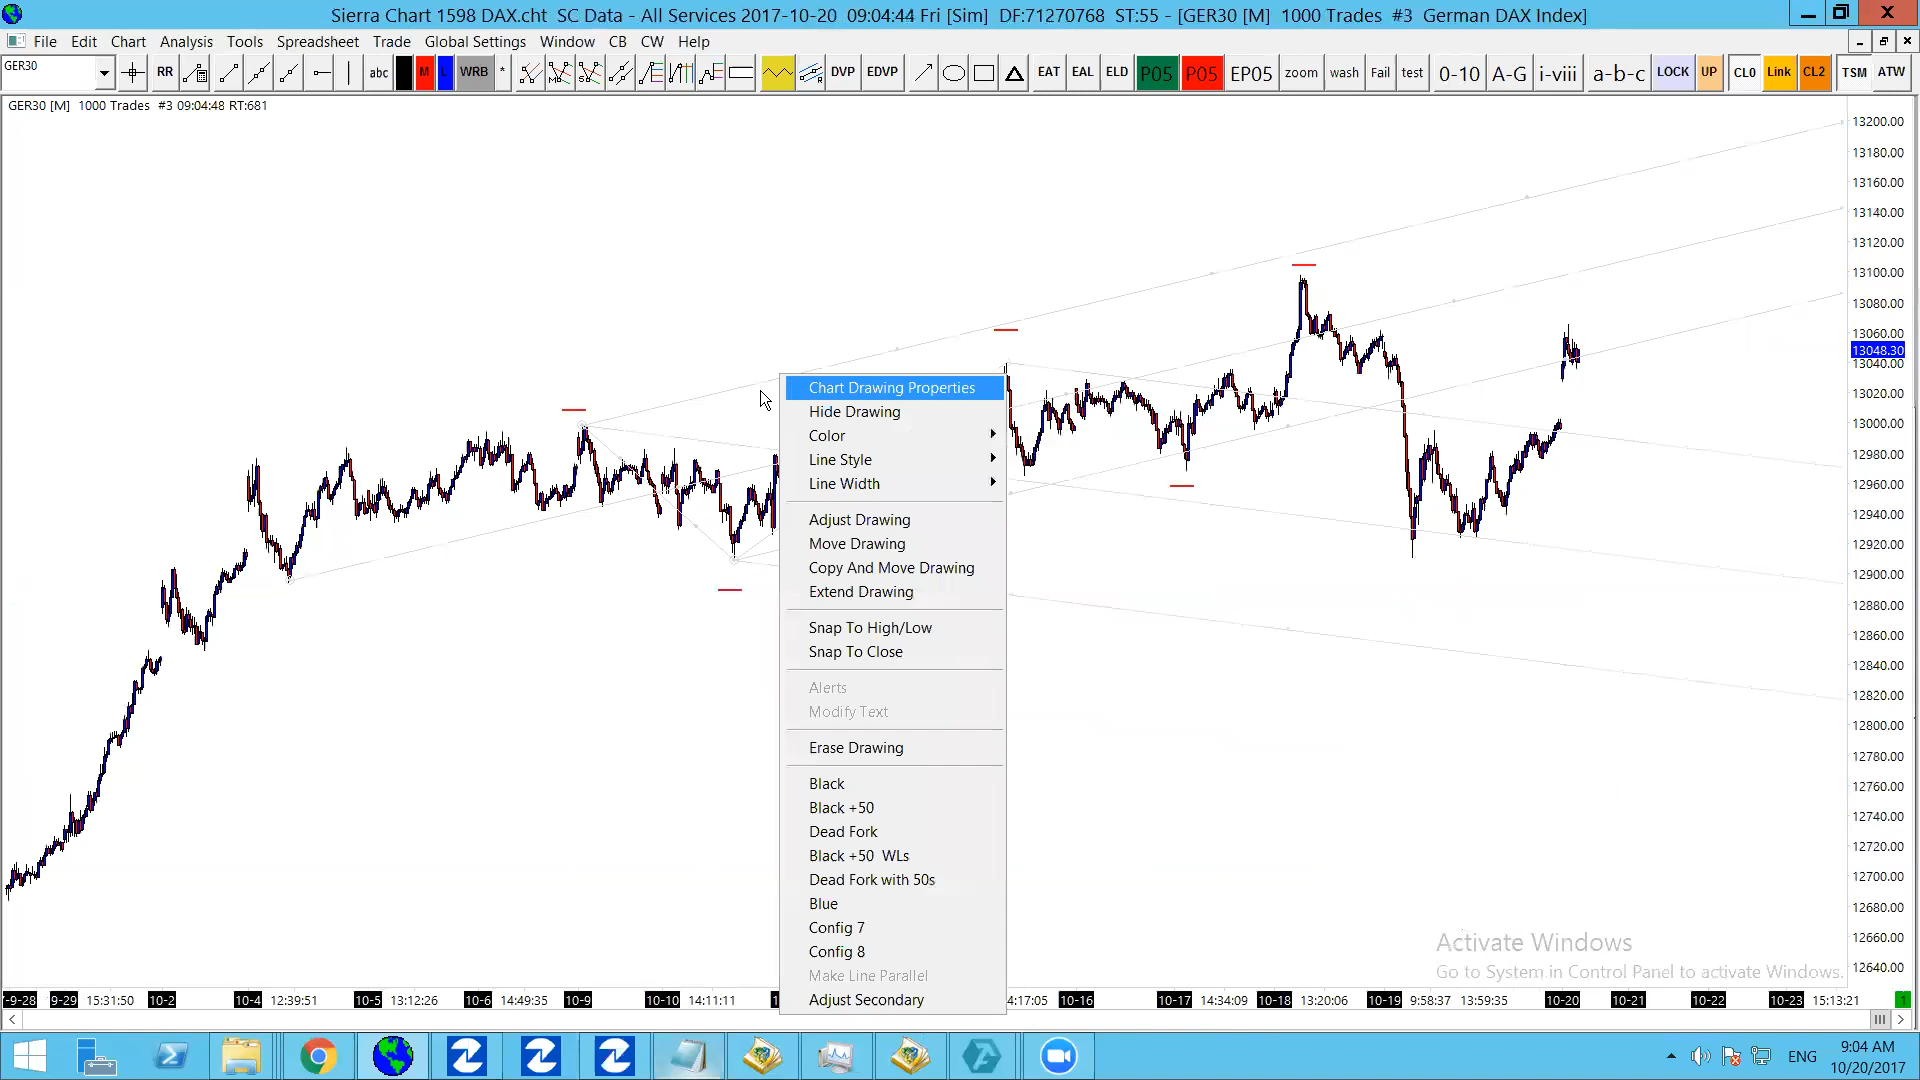 Sierra Chart 1598 DAX.cht  SC Data - All Services 2017-10-20  09:04:44 Fri [Sim]  DF:71270768  ST:55 - [GER30 [M]  1000 Trades  #3  German DAX Index]
File Edit Chart Analysis Tools Spreadsheet Trade Global Settings Window CB CW Help
GER30 RR abc M L WRB * DVP EDVP EAT EAL ELD P05 P05 EP05 zoom wash Fail test 0-10 A-G i-viii a-b-c LOCK UP CL0 Link CL2 TSM ATW
GER30 [M]  1000 Trades  #3 09:04:48 RT:681
13200.00
13180.00
13160.00
13140.00
13120.00
13100.00
13080.00
13060.00
13048.30
13040.00
13020.00
13000.00
12980.00
12960.00
12940.00
12920.00
12900.00
12880.00
12860.00
12840.00
12820.00
12800.00
12780.00
12760.00
12740.00
12720.00
12700.00
12680.00
12660.00
12640.00
Chart Drawing Properties
Hide Drawing
Color
Line Style
Line Width
Adjust Drawing
Move Drawing
Copy And Move Drawing
Extend Drawing
Snap To High/Low
Snap To Close
Alerts
Modify Text
Erase Drawing
Black
Black +50
Dead Fork
Black +50  WLs
Dead Fork with 50s
Blue
Config 7
Config 8
Make Line Parallel
Adjust Secondary
Activate Windows
Go to System in Control Panel to activate Windows.
-9-28 9-29 15:31:50 10-2 10-4 12:39:51 10-5 13:12:26 10-6 14:49:35 10-9 10-10 14:11:11 4:17:05 10-16 10-17 14:34:09 10-18 13:20:06 10-19 9:58:37 13:59:35 10-20 10-21 10-22 10-23 15:13:21 1
ENG
9:04 AM
10/20/2017